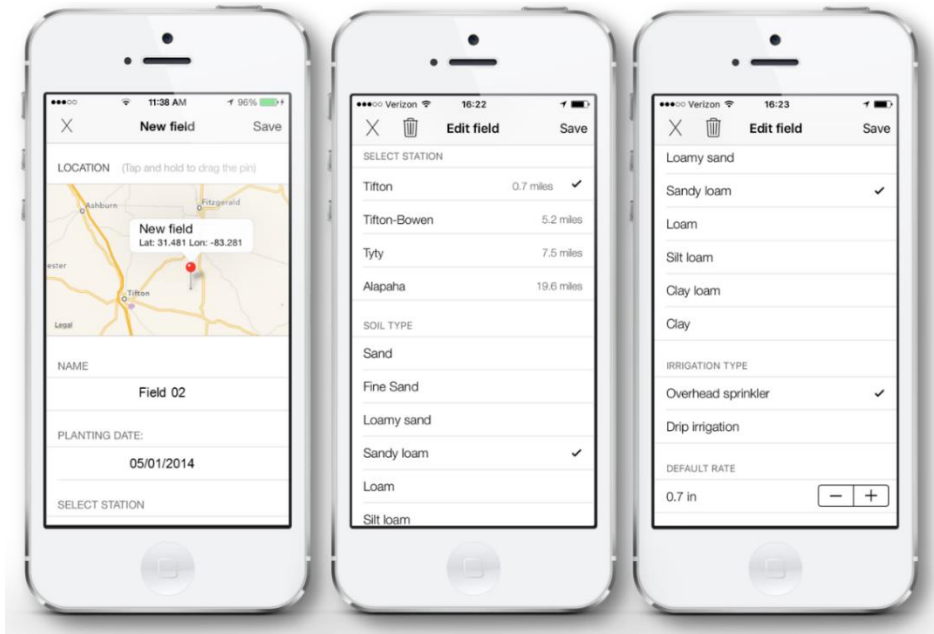 11:38 AM
96%
New field
Save
LOCATION (Tap and hold to drag the pin)
Ashburn
Fitzgerald
New field
Lat: 31.481 Lon: -83.281
ester
Tifton
Legal
NAME
Field 02
PLANTING DATE:
05/01/2014
SELECT STATION
Verizon 16:22
Edit field
Save
SELECT STATION
Tifton 0.7 miles
Tifton-Bowen 5.2 miles
Tyty 7.5 miles
Alapaha 19.6 miles
SOIL TYPE
Sand
Fine Sand
Loamy sand
Sandy loam
Loam
Silt loam
Verizon 16:23
Edit field
Save
Loamy sand
Sandy loam
Loam
Silt loam
Clay loam
Clay
IRRIGATION TYPE
Overhead sprinkler
Drip irrigation
DEFAULT RATE
0.7 in